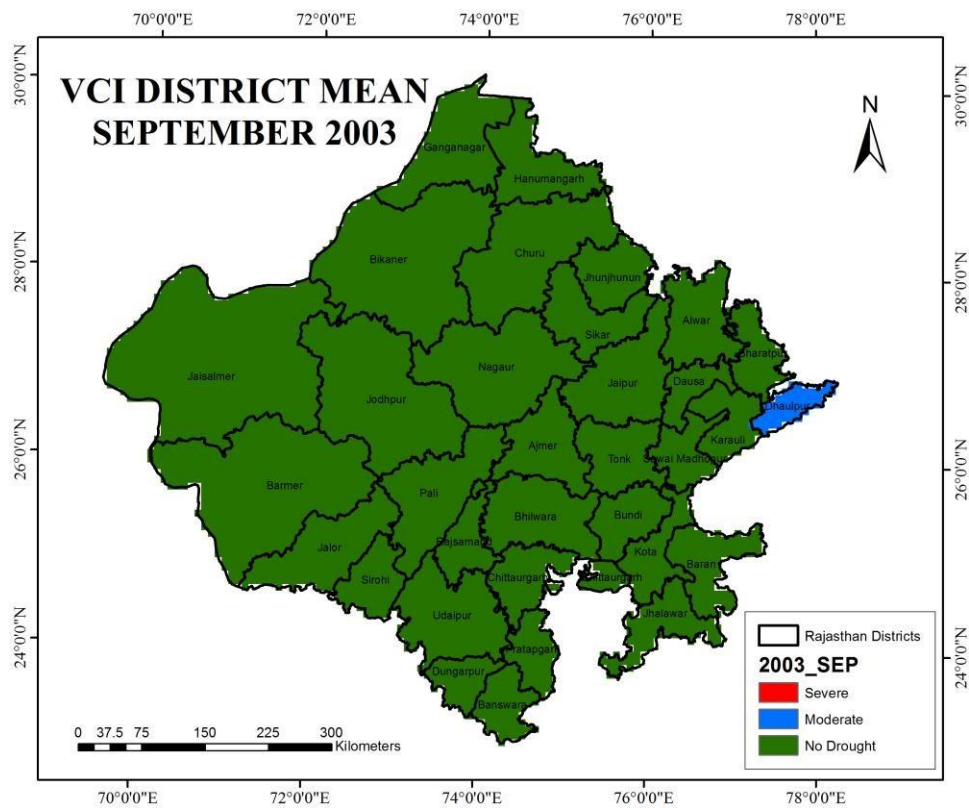 70°0'0"E 72°0'0"E 74°0'0"E 76°0'0"E 78°0'0"E
VCI DISTRICT MEAN
SEPTEMBER 2003
N
30°0'0"N
28°0'0"N
26°0'0"N
24°0'0"N
30°0'0"N
28°0'0"N
26°0'0"N
24°0'0"N
Ganganagar
Hanumangarh
Bikaner
Churu
Jhunjhunun
Alwar
Sikar
Bharatpur
Jaisalmer
Nagaur
Jaipur
Dausa
Jodhpur
Dhaulpur
Ajmer
Karauli
Tonk
Sawai Madhopur
Barmer
Pali
Bhilwara
Bundi
Jalor
Rajsamand
Kota
Baran
Sirohi
Chittaurgarh
Chittaurgarh
Udaipur
Jhalawar
Pratapgarh
Dungarpur
Banswara
Rajasthan Districts
2003_SEP
Severe
Moderate
No Drought
0 37.5 75 150 225 300
Kilometers
70°0'0"E 72°0'0"E 74°0'0"E 76°0'0"E 78°0'0"E